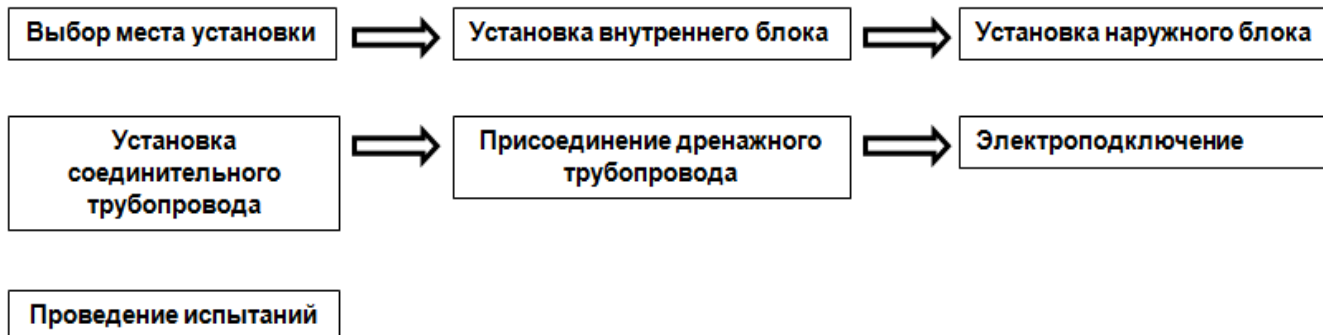 Выбор места установки
Установка внутреннего блока
Установка наружного блока
Установка
соединительного
трубопровода
Присоединение дренажного
трубопровода
Электроподключение
Проведение испытаний